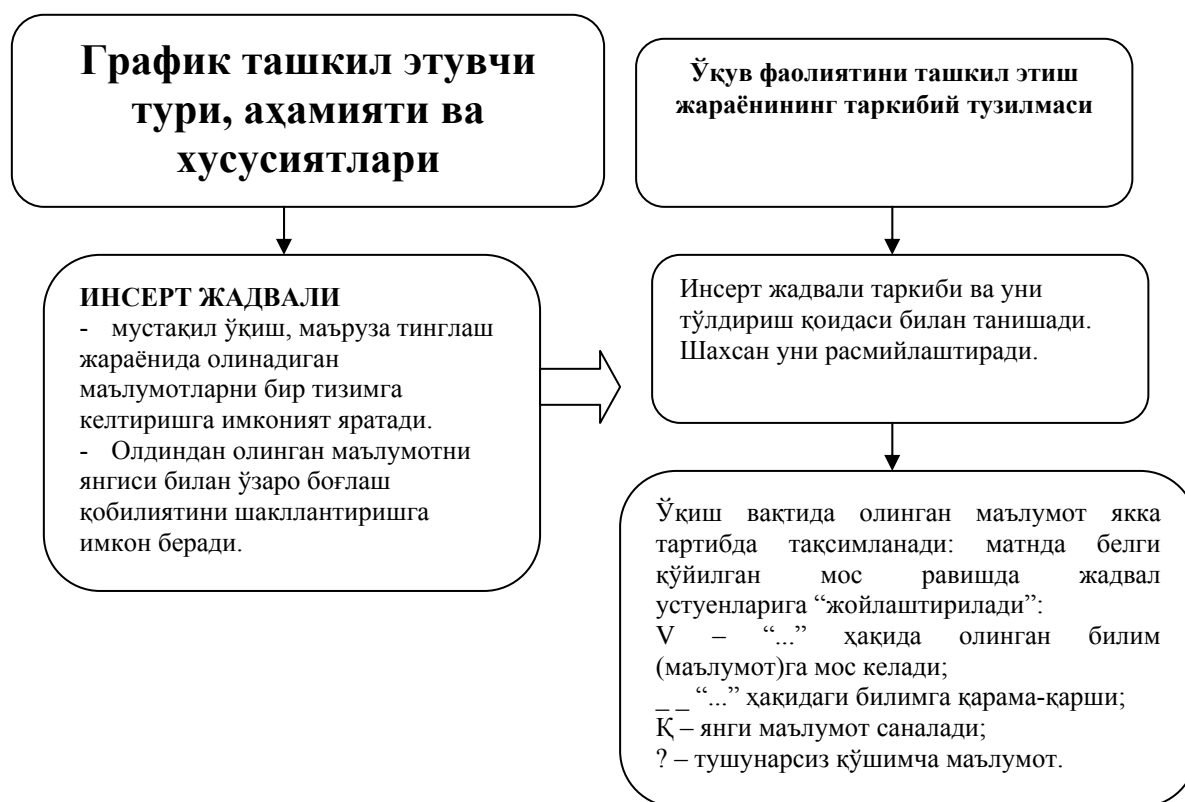 График ташкил этувчи
тури, аҳамияти ва
хусусиятлари
Ўқув фаолиятини ташкил этиш
жараёнининг таркибий тузилмаси
ИНСЕРТ ЖАДВАЛИ
- мустақил ўқиш, маъруза тинглаш
жараёнида олинадиган
маълумотларни бир тизимга
келтиришга имконият яратади.
- Олдиндан олинган маълумотни
янгиси билан ўзаро боғлаш
қобилиятини шакллантиришга
имкон беради.
Инсерт жадвали таркиби ва уни
тўлдириш қоидаси билан танишади.
Шахсан уни расмийлаштиради.
Ўқиш вақтида олинган маълумот якка
тартибда тақсимланади: матнда белги
қўйилган мос равишда жадвал
устуенларига “жойлаштирилади”:
V – “...” ҳақида олинган билим
(маълумот)га мос келади;
_ _ “...” ҳақидаги билимга қарама-қарши;
Қ – янги маълумот саналади;
? – тушунарсиз қўшимча маълумот.